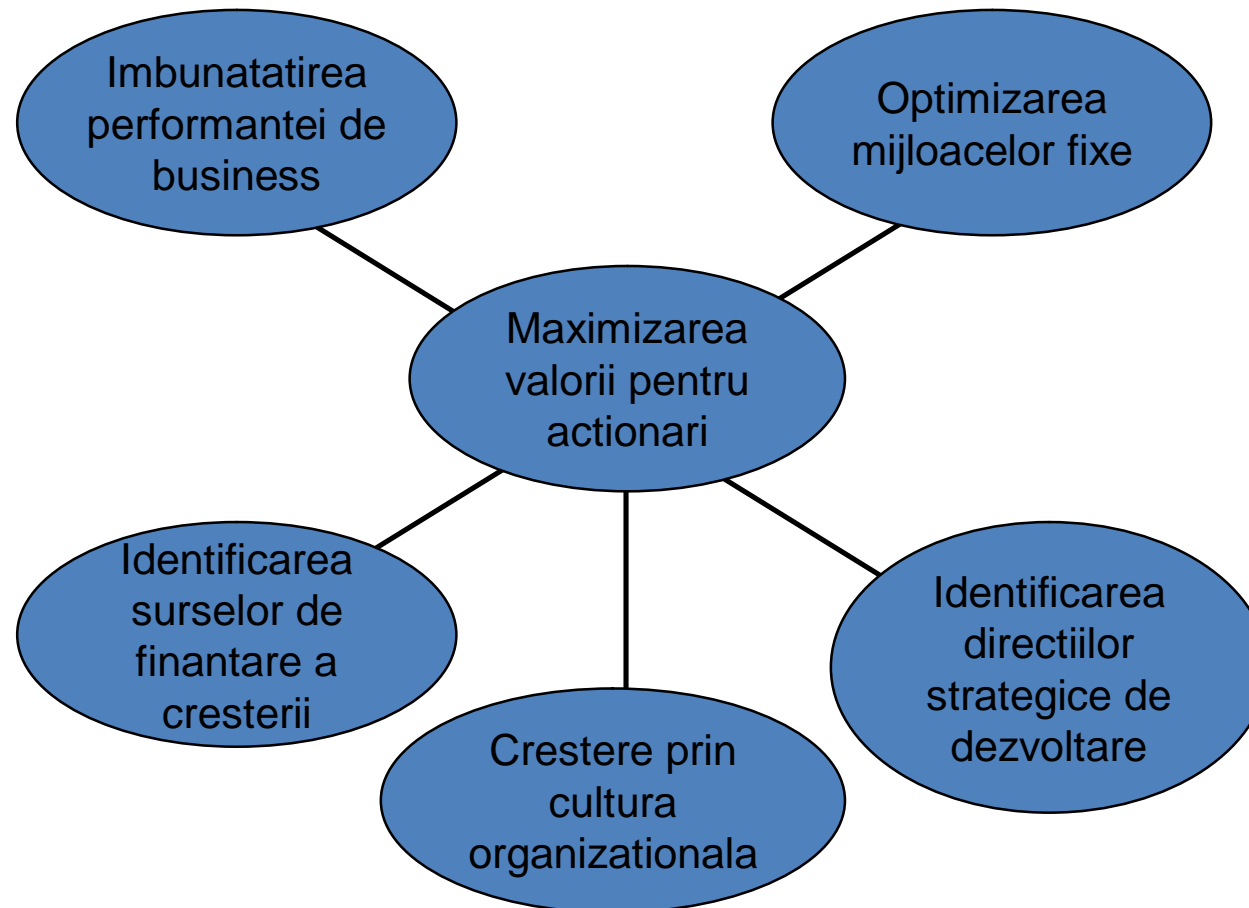 Imbunatatirea
performantei de
business
Optimizarea
mijloacelor fixe
Maximizarea
valorii pentru
actionari
Identificarea
surselor de
finantare a
cresterii
Crestere prin
cultura
organizationala
Identificarea
directiilor
strategice de
dezvoltare